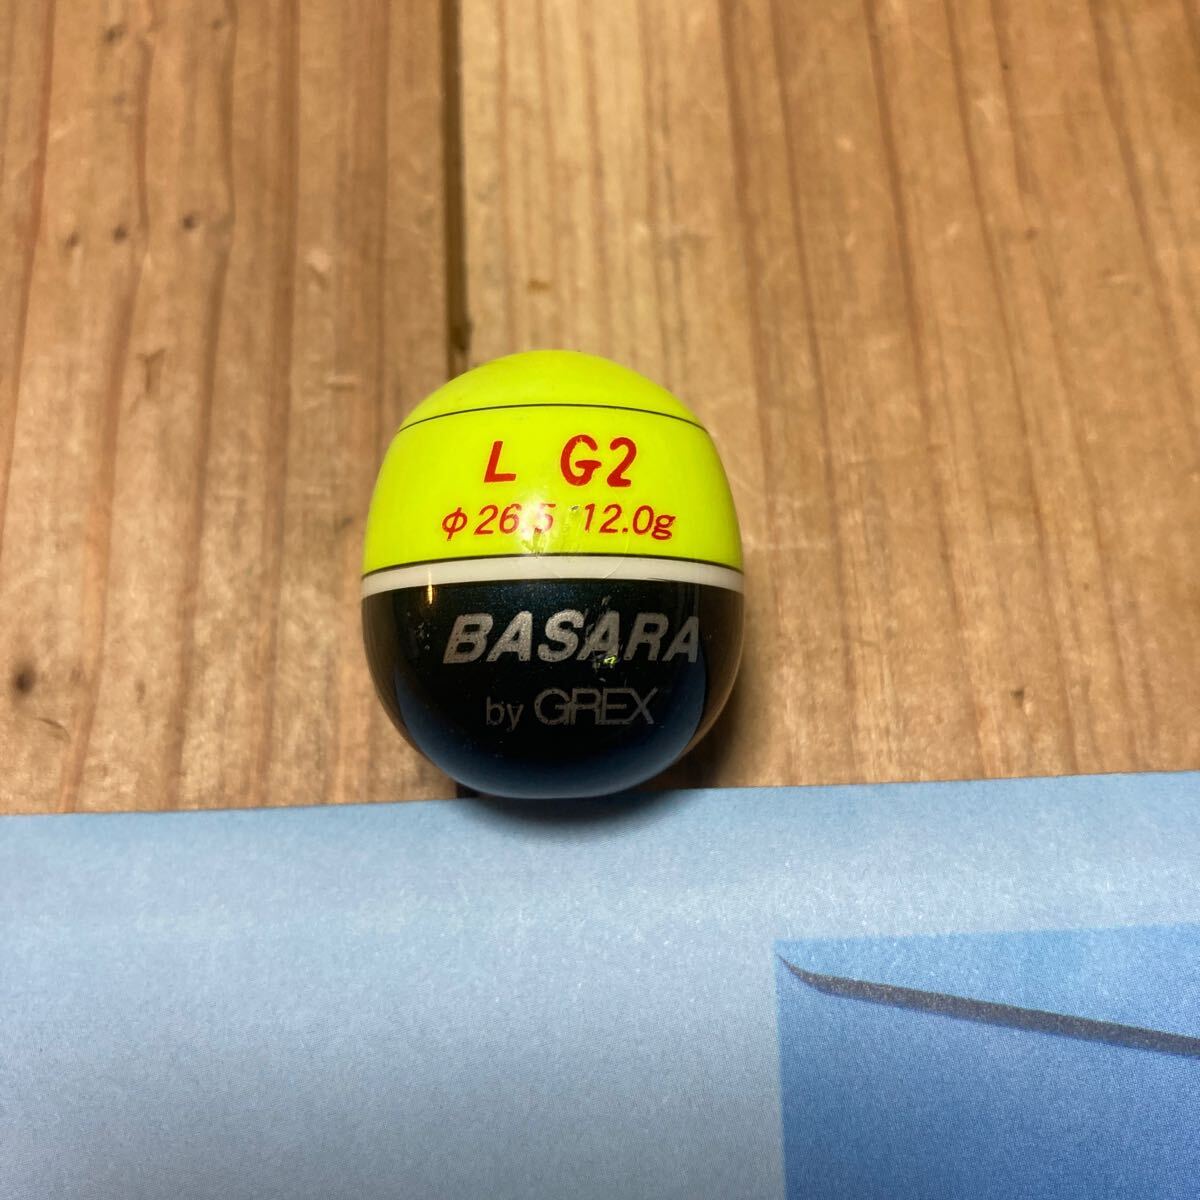 L G2
φ26.5 12.0g
BASARA
by GREX